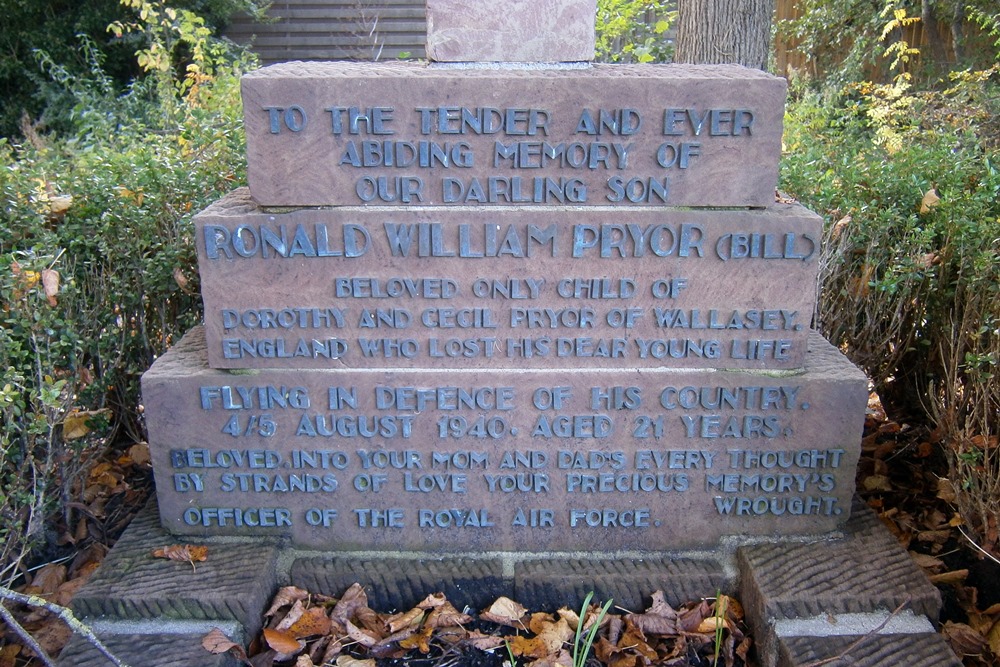 TO THE TENDER AND EVER
ABIDING MEMORY OF
OUR DARLING SON
RONALD WILLIAM PRYOR (BILL)
BELOVED ONLY CHILD OF
DOROTHY AND CECIL PRYOR OF WALLASEY.
ENGLAND WHO LOST HIS DEAR YOUNG LIFE
FLYING IN DEFENCE OF HIS COUNTRY.
4/5 AUGUST 1940. AGED 21 YEARS.
BELOVED. INTO YOUR MOM AND DAD'S EVERY THOUGHT
BY STRANDS OF LOVE YOUR PRECIOUS MEMORY'S
WROUGHT.
OFFICER OF THE ROYAL AIR FORCE.